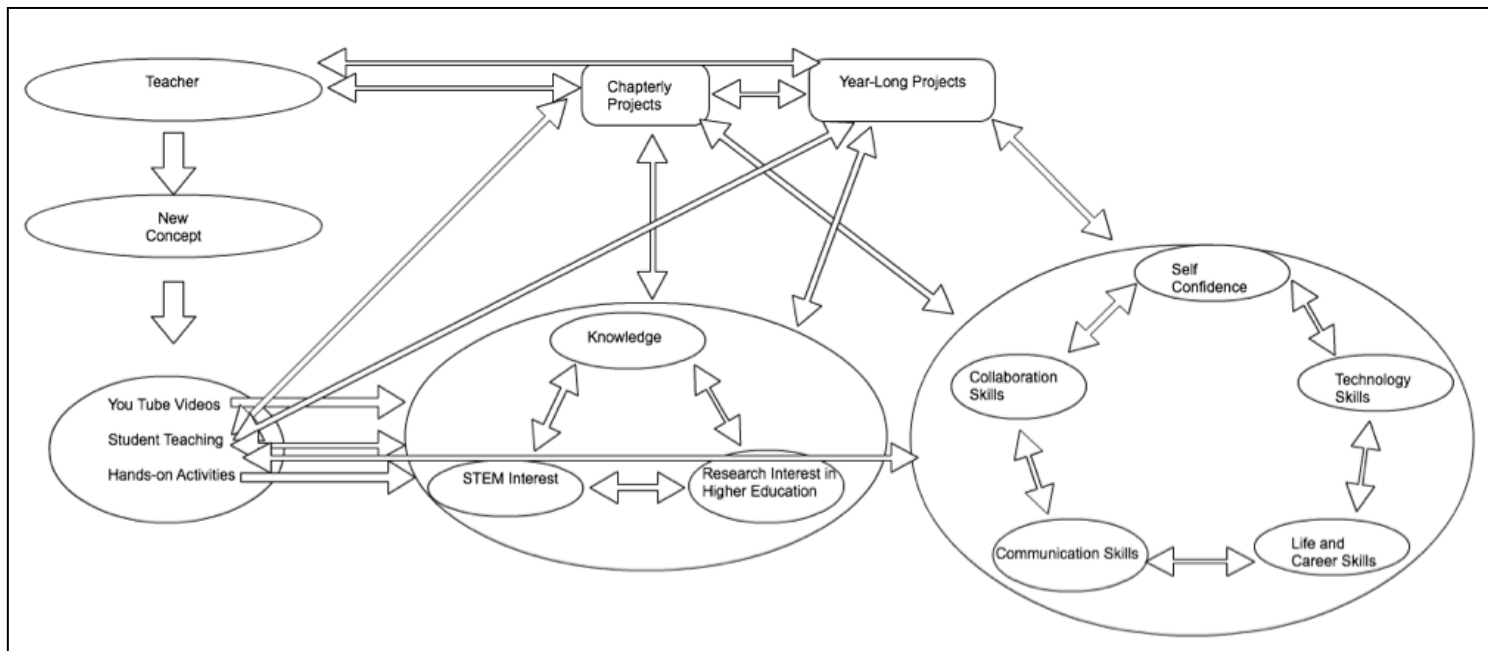 Teacher
Chapterly
Projects
Year-Long Projects
New
Concept
You Tube Videos
Student Teaching
Hands-on Activities
Knowledge
STEM Interest
Research Interest in
Higher Education
Self
Confidence
Collaboration
Skills
Technology
Skills
Communication Skills
Life and
Career Skills